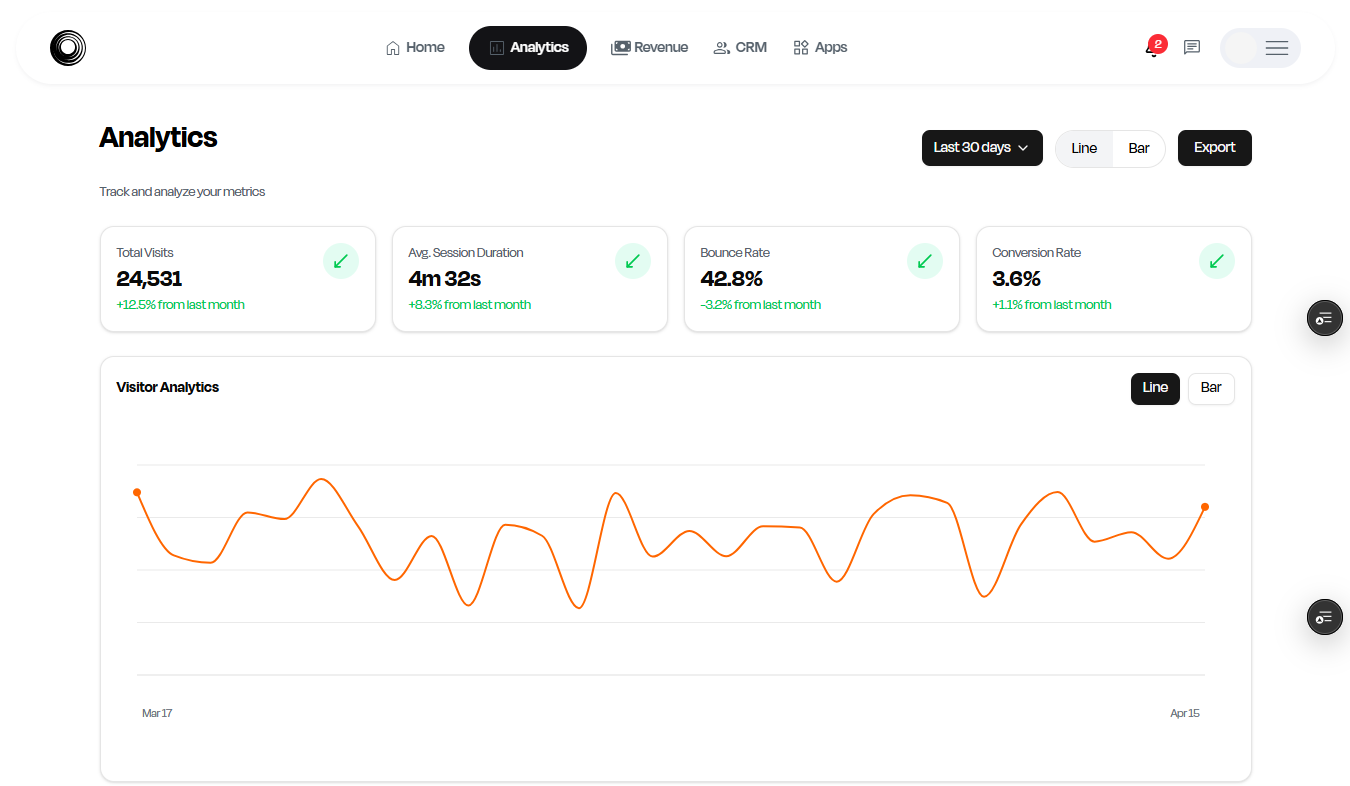 Home
Analytics
Revenue
CRM
Apps
2
Analytics
Last 30 days
Line
Bar
Export
Track and analyze your metrics
Total Visits
24,531
+12.5% from last month
Avg. Session Duration
4m 32s
+8.3% from last month
Bounce Rate
42.8%
-3.2% from last month
Conversion Rate
3.6%
+1.1% from last month
Visitor Analytics
Line
Bar
Mar 17
Apr 15